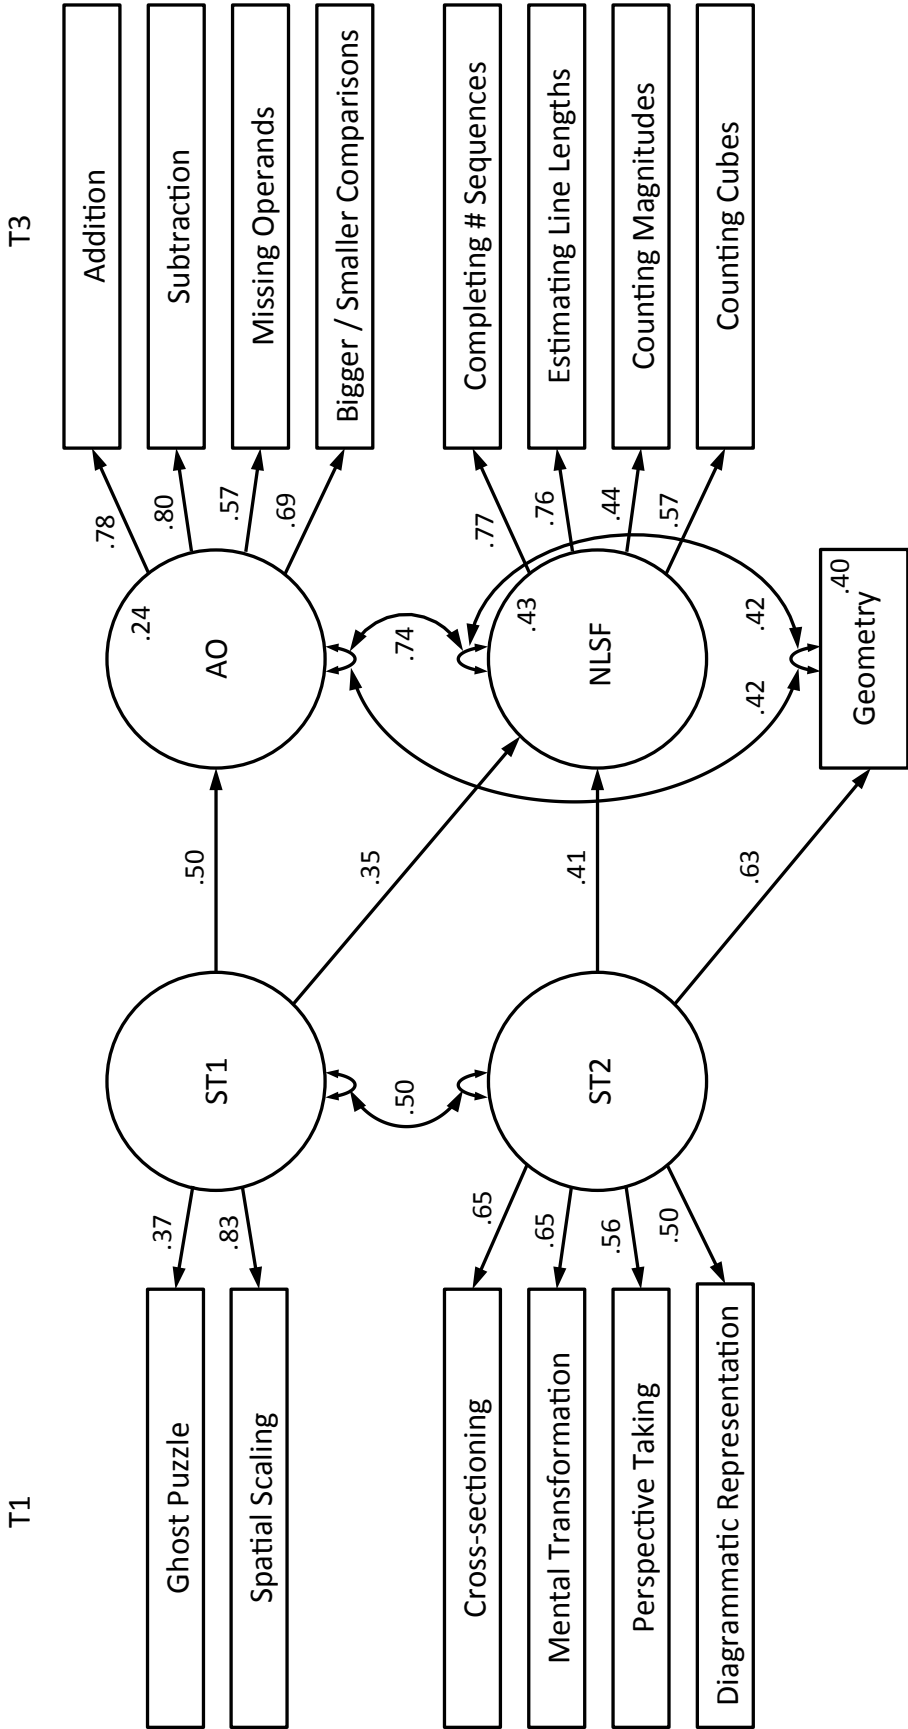 T1
T3
Ghost Puzzle
Spatial Scaling
Cross-sectioning
Mental Transformation
Perspective Taking
Diagrammatic Representation
.37
.83
.65
.65
.56
.50
ST1
.50
ST2
.50
.35
.41
.63
.24
AO
.74
.43
NLSF
.42
.42
.40
Geometry
.78
.80
.57
.69
.77
.76
.44
.57
Addition
Subtraction
Missing Operands
Bigger / Smaller Comparisons
Completing # Sequences
Estimating Line Lengths
Counting Magnitudes
Counting Cubes